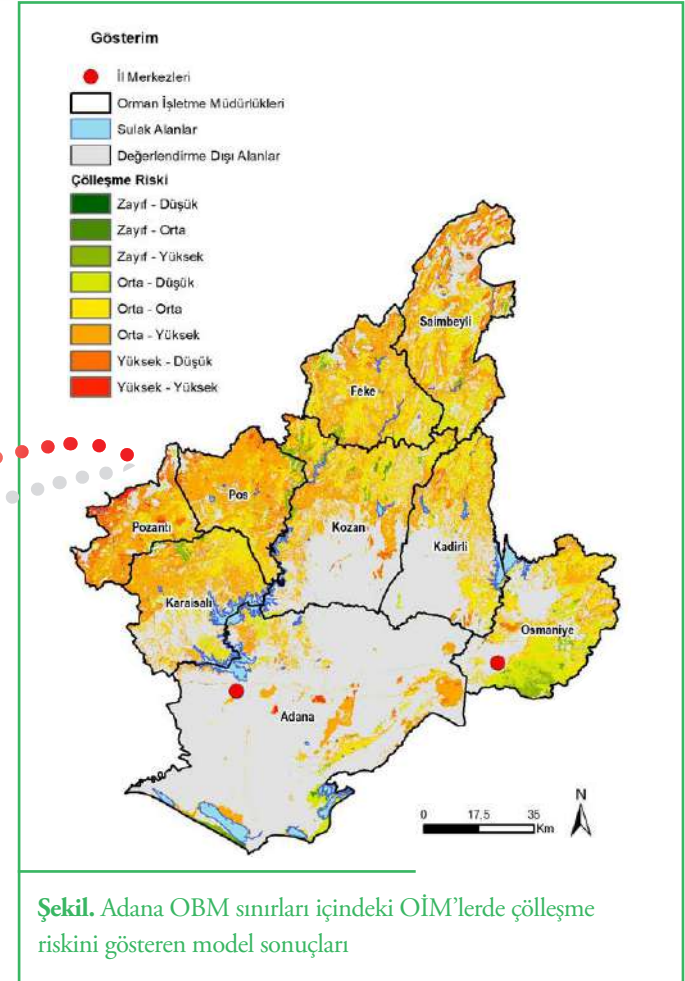 Gösterim
İl Merkezleri
Orman İşletme Müdürlükleri
Sulak Alanlar
Değerlendirme Dışı Alanlar
Çölleşme Riski
Zayıf - Düşük
Zayıf - Orta
Zayıf - Yüksek
Orta - Düşük
Orta - Orta
Orta - Yüksek
Yüksek - Düşük
Yüksek - Yüksek
Saimbeyli
Feke
Pos
Pozantı
Kozan
Kadirli
Karaisalı
Osmaniye
Adana
N
0 17,5 35
Km
Şekil. Adana OBM sınırları içindeki OİM’lerde çölleşme
riskini gösteren model sonuçları